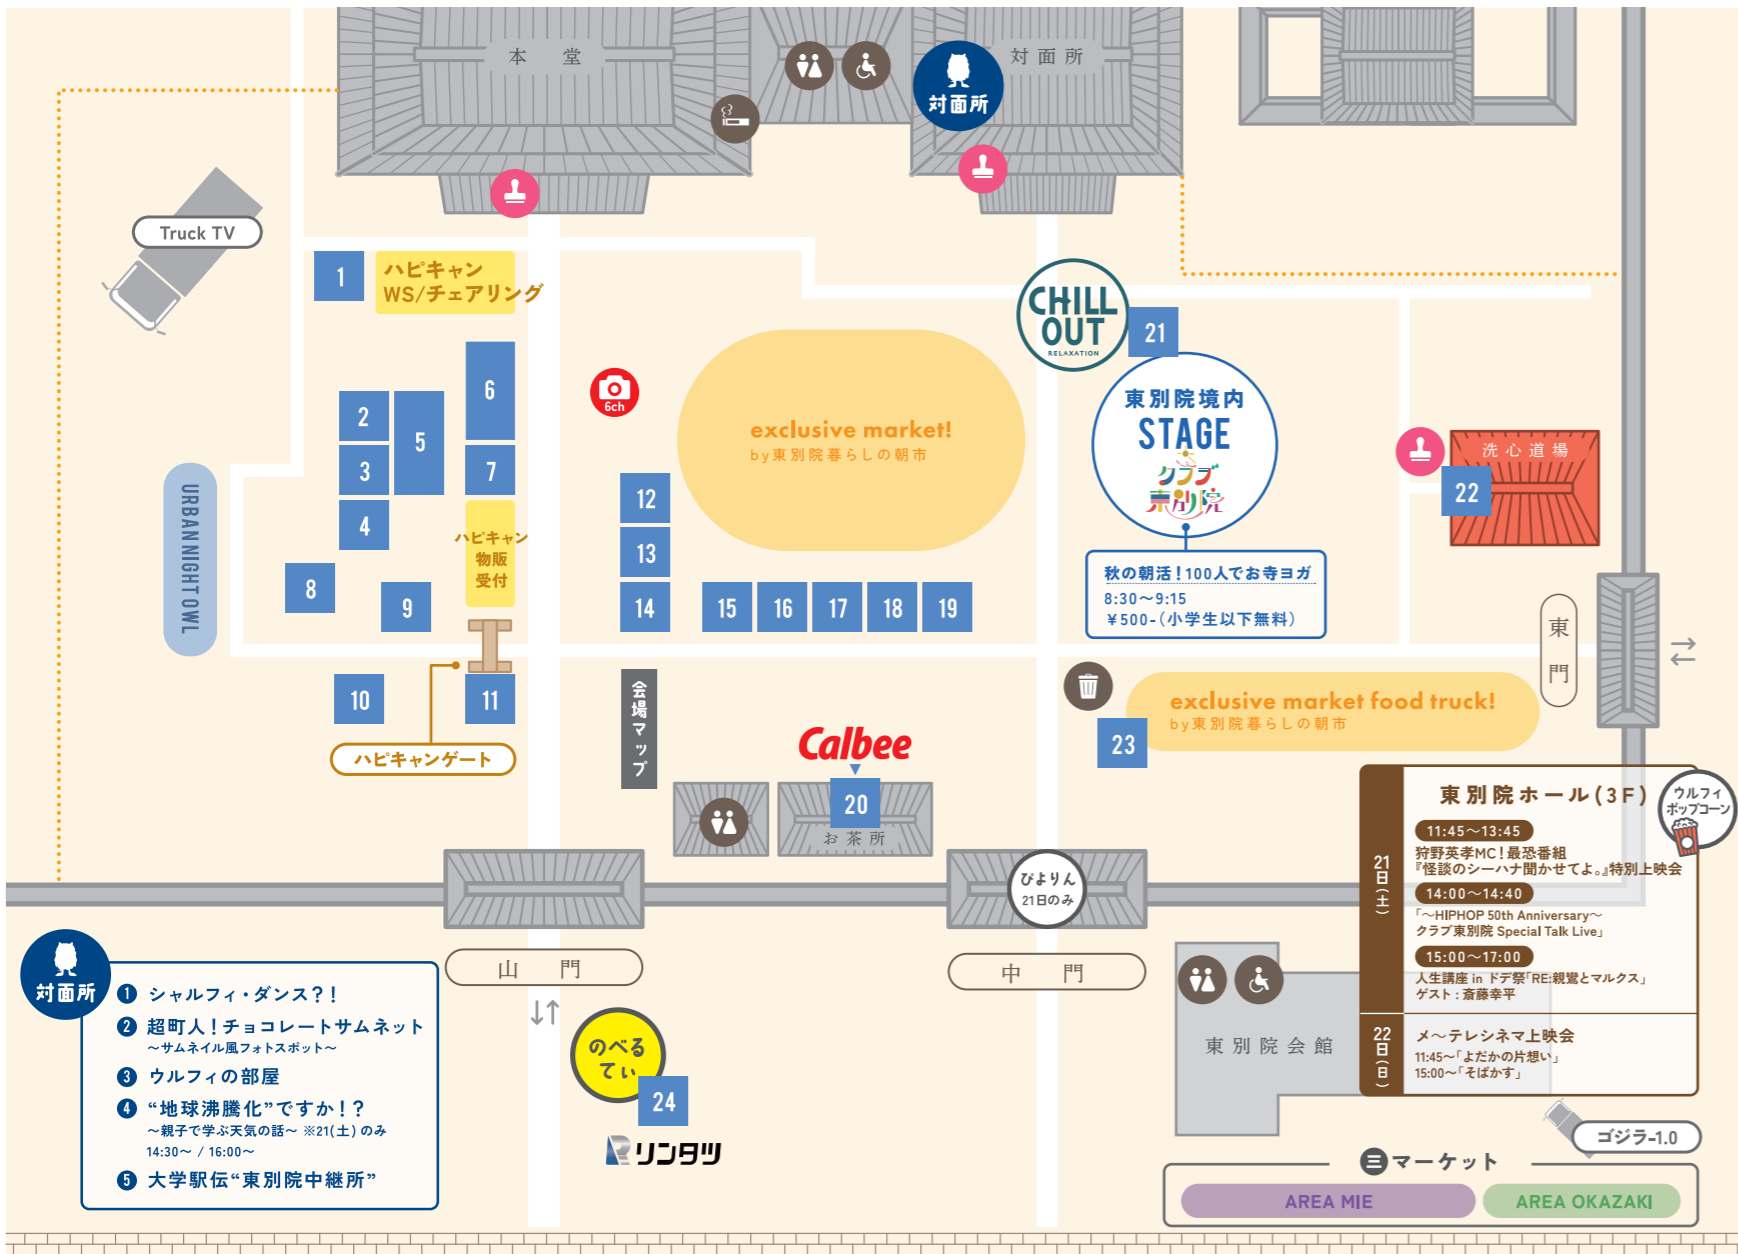 本堂
対面所
対面所
Truck TV
1
ハピキャン
WS/チェアリング
CHILL
OUT
RELAXATION
21
東別院境内
STAGE
クラブ
東別院
秋の朝活！100人でお寺ヨガ
8:30〜9:15
￥500-（小学生以下無料）
洗心道場
22
6ch
exclusive market!
by東別院暮らしの朝市
2
3
4
5
6
7
ハピキャン
物販
受付
URBAN NIGHT OWL
8
9
10
11
ハピキャンゲート
12
13
14
15
16
17
18
19
会場マップ
Calbee
20
お茶所
東門
exclusive market food truck!
by東別院暮らしの朝市
23
ぴよりん
21日のみ
山門
中門
東別院ホール(3F)
ウルフィ
ポップコーン
21日(土)
11:45〜13:45
狩野英孝MC！最恐番組
『怪談のシーハナ聞かせてよ。』特別上映会
14:00〜14:40
「〜HIPHOP 50th Anniversary〜
クラブ東別院 Special Talk Live」
15:00〜17:00
人生講座 in ドデ祭「RE:親鸞とマルクス」
ゲスト：斎藤幸平
22日(日)
メ〜テレシネマ上映会
11:45〜「よだかの片想い」
15:00〜「そばかす」
東別院会館
対面所
1 シャルフィ・ダンス？！
2 超町人！チョコレートサムネット
〜サムネイル風フォトスポット〜
3 ウルフィの部屋
4 “地球沸騰化”ですか！？
〜親子で学ぶ天気の話〜 ※21(土)のみ
14:30〜 / 16:00〜
5 大学駅伝“東別院中継所”
のべる
てぃ
24
R リンタツ
ゴジラ-1.0
三マーケット
AREA MIE
AREA OKAZAKI